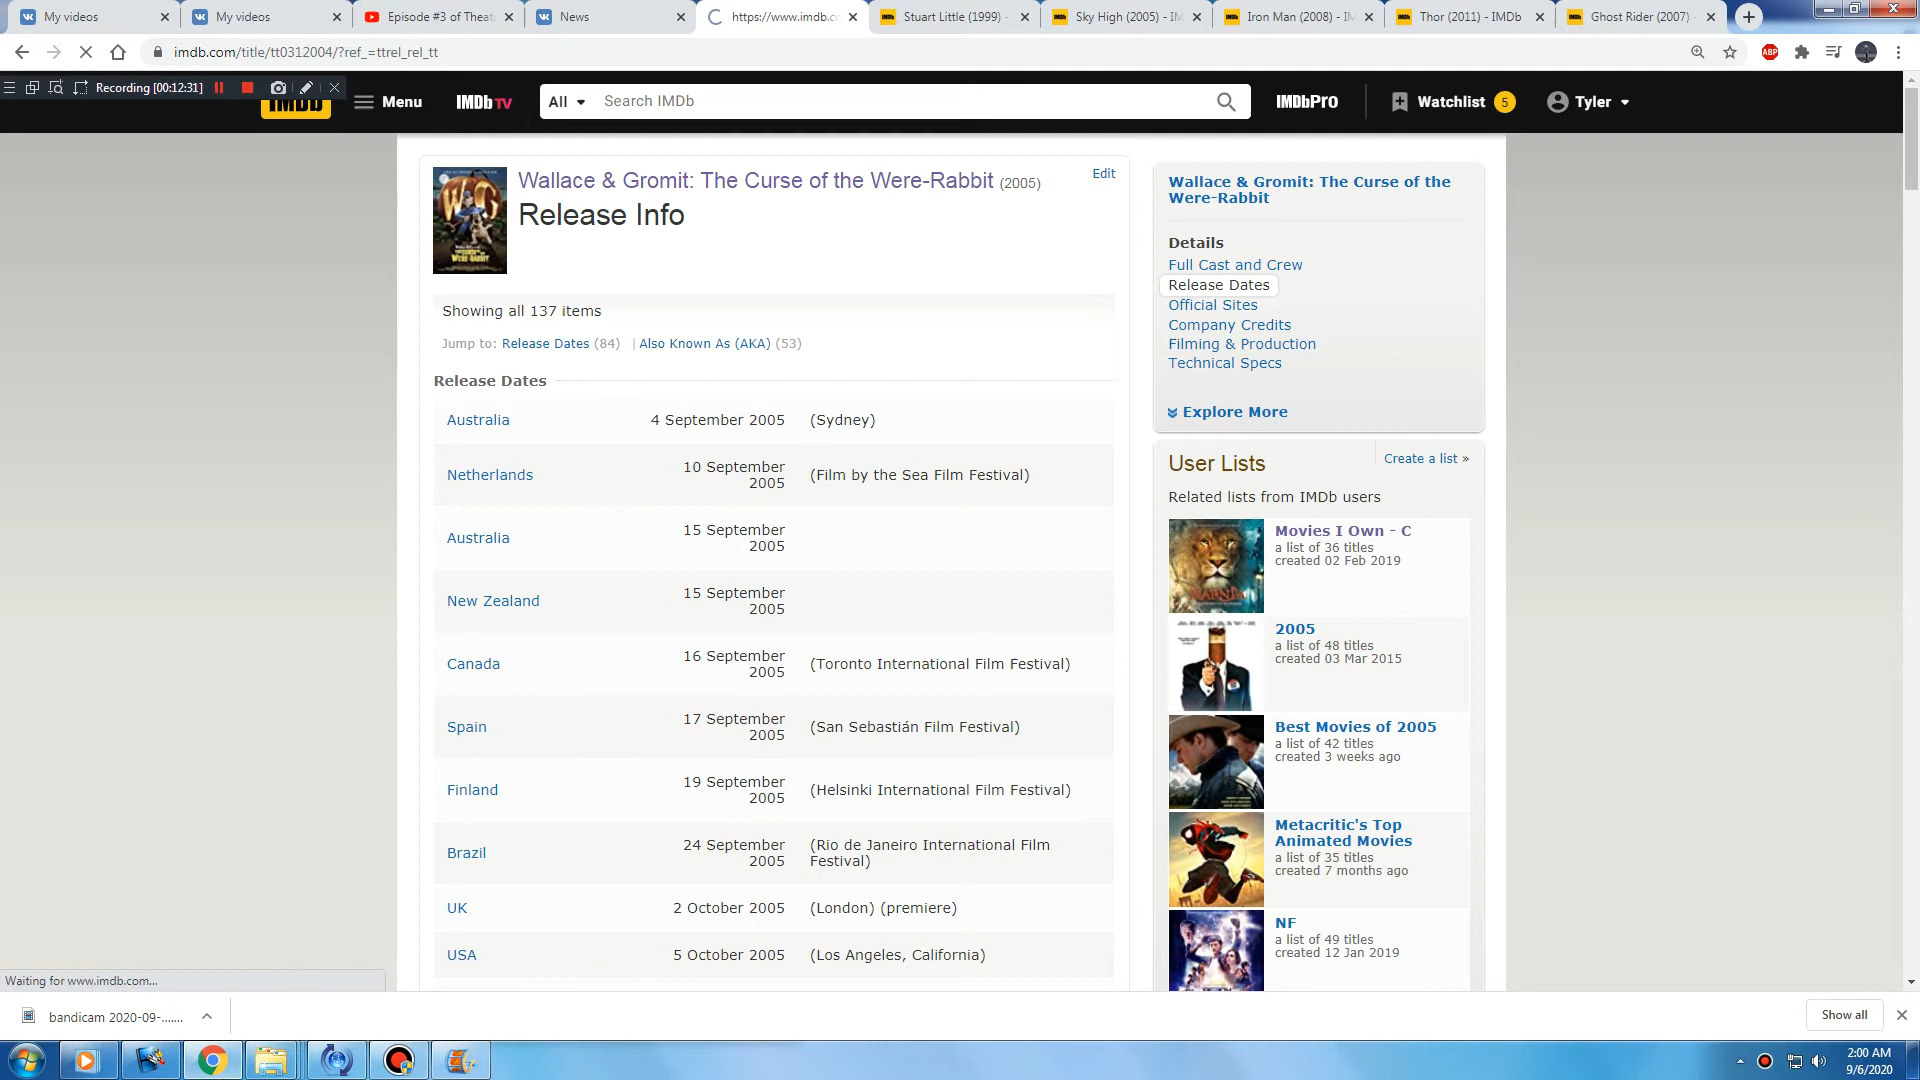 My videos
My videos
Episode #3 of Theat
News
https://www.imdb.c
Stuart Little (1999) -
Sky High (2005) - IM
Iron Man (2008) - IM
Thor (2011) - IMDb
Ghost Rider (2007) -
imdb.com/title/tt0312004/?ref_=ttrel_rel_tt
ABP
Recording [00:12:31]
IMDb
Menu
IMDb TV
All
Search IMDb
IMDbPro
Watchlist 5
Tyler
Wallace & Gromit: The Curse of the Were-Rabbit (2005)
Release Info
Edit
Showing all 137 items
Jump to: Release Dates (84) | Also Known As (AKA) (53)
Release Dates
Australia 4 September 2005 (Sydney)
Netherlands 10 September
2005 (Film by the Sea Film Festival)
Australia 15 September
2005
New Zealand 15 September
2005
Canada 16 September
2005 (Toronto International Film Festival)
Spain 17 September
2005 (San Sebastián Film Festival)
Finland 19 September
2005 (Helsinki International Film Festival)
Brazil 24 September
2005 (Rio de Janeiro International Film
Festival)
UK 2 October 2005 (London) (premiere)
USA 5 October 2005 (Los Angeles, California)
Wallace & Gromit: The Curse of the
Were-Rabbit
Details
Full Cast and Crew
Release Dates
Official Sites
Company Credits
Filming & Production
Technical Specs
Explore More
User Lists
Create a list »
Related lists from IMDb users
Movies I Own - C
a list of 36 titles
created 02 Feb 2019
2005
a list of 48 titles
created 03 Mar 2015
Best Movies of 2005
a list of 42 titles
created 3 weeks ago
Metacritic's Top
Animated Movies
a list of 35 titles
created 7 months ago
NF
a list of 49 titles
created 12 Jan 2019
Waiting for www.imdb.com...
bandicam 2020-09-......
Show all
2:00 AM
9/6/2020